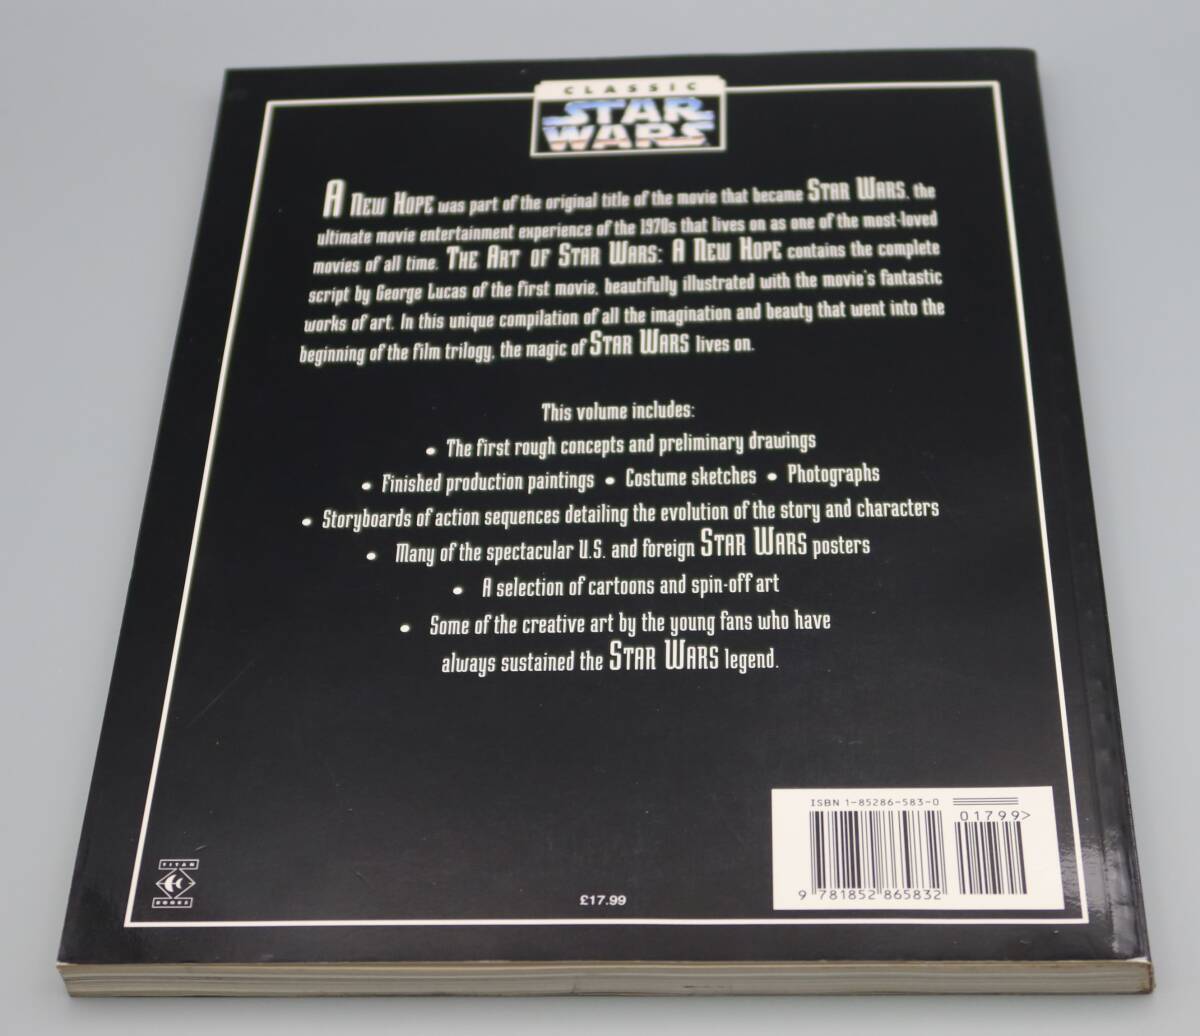 CLASSIC
STAR
WARS
A NEW HOPE was part of the original title of the movie that became STAR WARS, the
ultimate movie entertainment experience of the 1970s that lives on as one of the most-loved
movies of all time. THE ART OF STAR WARS: A NEW HOPE contains the complete
script by George Lucas of the first movie, beautifully illustrated with the movie's fantastic
works of art. In this unique compilation of all the imagination and beauty that went into the
beginning of the film trilogy, the magic of STAR WARS lives on.
This volume includes:
• The first rough concepts and preliminary drawings
• Finished production paintings • Costume sketches • Photographs
• Storyboards of action sequences detailing the evolution of the story and characters
• Many of the spectacular U.S. and foreign STAR WARS posters
• A selection of cartoons and spin-off art
• Some of the creative art by the young fans who have
always sustained the STAR WARS legend.
ISBN 1-85286-583-0
01799>
9 781852 865832
TITAN
BOOKS
£17.99